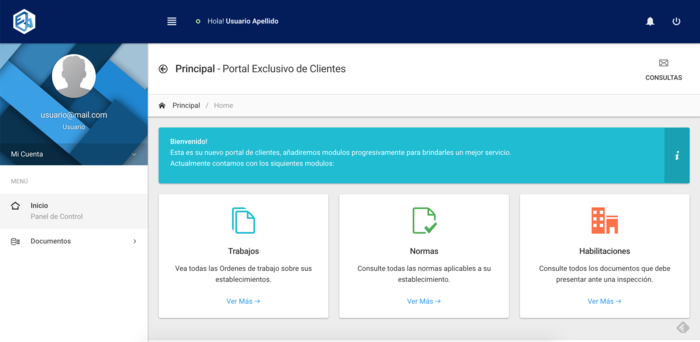 Hola! Usuario Apellido
usuario@mail.com
Usuario
Mi Cuenta
MENÚ
Inicio
Panel de Control
Documentos
Principal - Portal Exclusivo de Clientes
CONSULTAS
Principal / Home
Bienvenido!
Esta es su nuevo portal de clientes, añadiremos modulos progresivamente para brindarles un mejor servicio.
Actualmente contamos con los siquientes modulos:
Trabajos
Vea todas las Ordenes de trabajo sobre sus
establecimientos.
Ver Más →
Normas
Consulte todas las normas aplicables a su
establecimiento.
Ver Más →
Habilitaciones
Consulte todos los documentos que debe
presentar ante una inspección.
Ver Más →